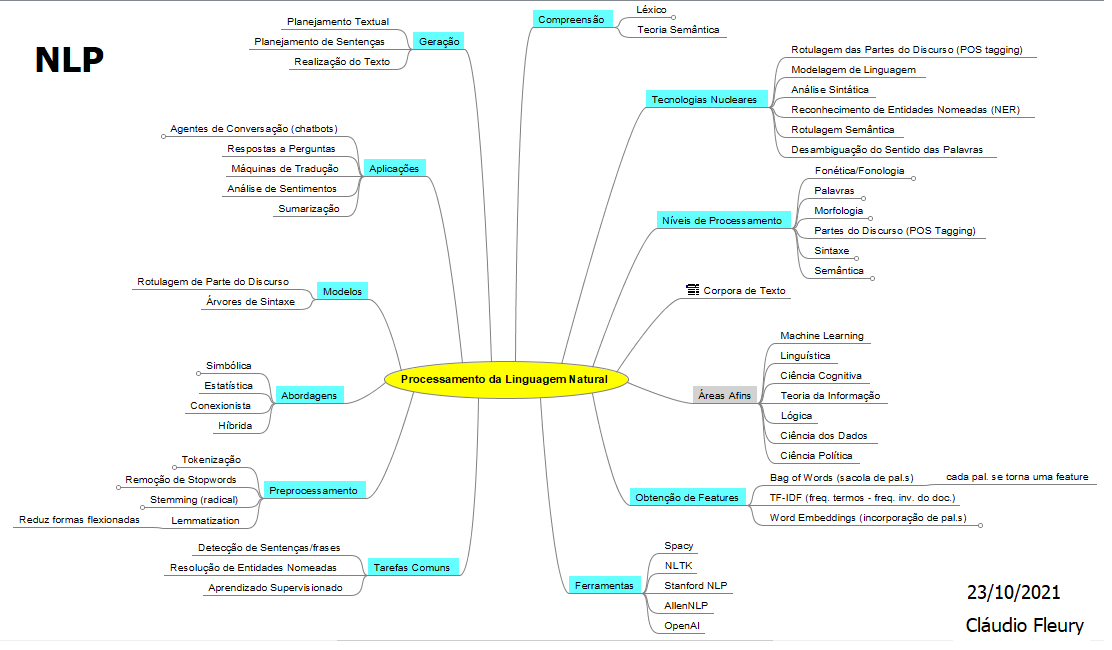 NLP
Processamento da Linguagem Natural
Geração
Planejamento Textual
Planejamento de Sentenças
Realização do Texto
Aplicações
Agentes de Conversação (chatbots)
Respostas a Perguntas
Máquinas de Tradução
Análise de Sentimentos
Sumarização
Modelos
Rotulagem de Parte do Discurso
Árvores de Sintaxe
Abordagens
Simbólica
Estatística
Conexionista
Híbrida
Preprocessamento
Tokenização
Remoção de Stopwords
Stemming (radical)
Lemmatization
Reduz formas flexionadas
Tarefas Comuns
Detecção de Sentenças/frases
Resolução de Entidades Nomeadas
Aprendizado Supervisionado
Compreensão
Léxico
Teoria Semântica
Tecnologias Nucleares
Rotulagem das Partes do Discurso (POS tagging)
Modelagem de Linguagem
Análise Sintática
Reconhecimento de Entidades Nomeadas (NER)
Rotulagem Semântica
Desambiguação do Sentido das Palavras
Níveis de Processamento
Fonética/Fonologia
Palavras
Morfologia
Partes do Discurso (POS Tagging)
Sintaxe
Semântica
Corpora de Texto
Áreas Afins
Machine Learning
Linguística
Ciência Cognitiva
Teoria da Informação
Lógica
Ciência dos Dados
Ciência Política
Obtenção de Features
Bag of Words (sacola de pal.s)
cada pal. se torna uma feature
TF-IDF (freq. termos - freq. inv. do doc.)
Word Embeddings (incorporação de pal.s)
Ferramentas
Spacy
NLTK
Stanford NLP
AllenNLP
OpenAI
23/10/2021
Cláudio Fleury